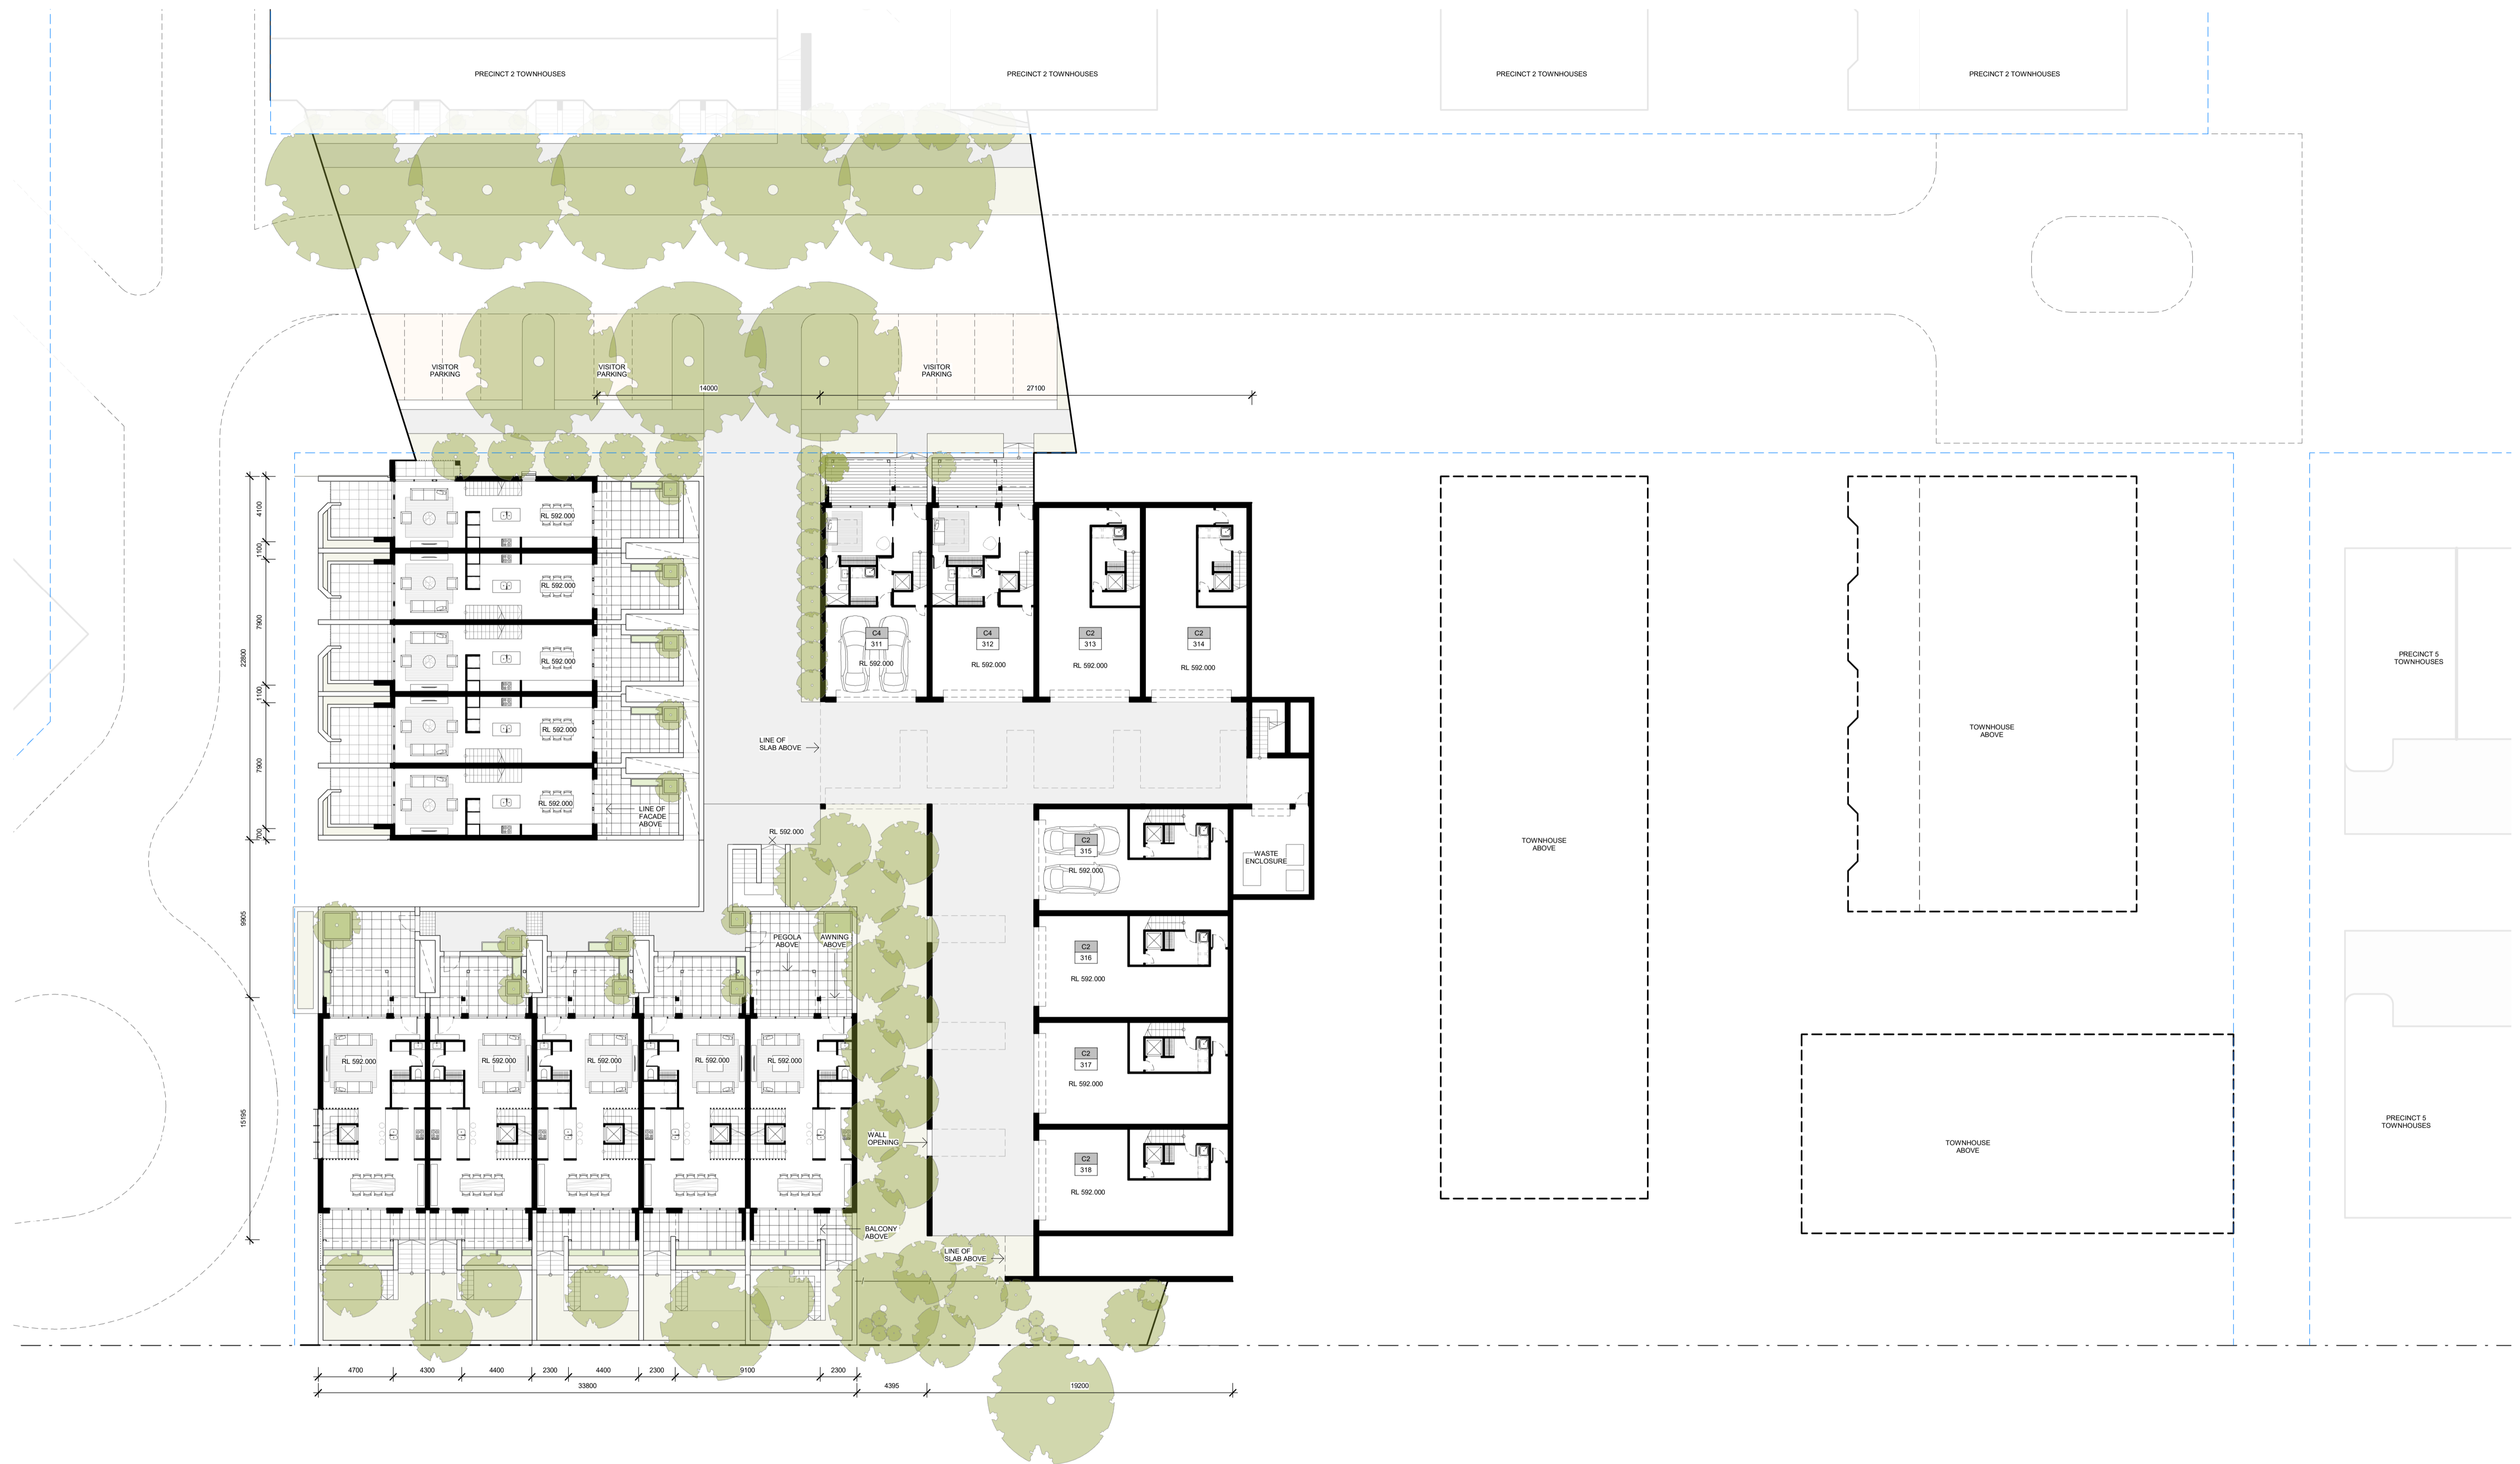 PRECINCT 2 TOWNHOUSES
PRECINCT 2 TOWNHOUSES
PRECINCT 2 TOWNHOUSES
PRECINCT 2 TOWNHOUSES
VISITOR
PARKING
VISITOR
PARKING
VISITOR
PARKING
14000
27100
4100
1100
7900
22800
1100
7900
700
9905
15195
RL 592.000
RL 592.000
RL 592.000
RL 592.000
RL 592.000
LINE OF
FACADE
ABOVE
C4
311
RL 592.000
C4
312
RL 592.000
C2
313
RL 592.000
C2
314
RL 592.000
LINE OF
SLAB ABOVE
RL 592.000
C2
315
RL 592.000
WASTE
ENCLOSURE
C2
316
RL 592.000
C2
317
RL 592.000
C2
318
RL 592.000
PEGOLA
ABOVE
AWNING
ABOVE
RL 592.000
RL 592.000
RL 592.000
RL 592.000
RL 592.000
WALL
OPENING
BALCONY
ABOVE
LINE OF
SLAB ABOVE
TOWNHOUSE
ABOVE
TOWNHOUSE
ABOVE
TOWNHOUSE
ABOVE
PRECINCT 5
TOWNHOUSES
PRECINCT 5
TOWNHOUSES
4700
4300
4400
2300
4400
2300
9100
2300
33800
4395
19200